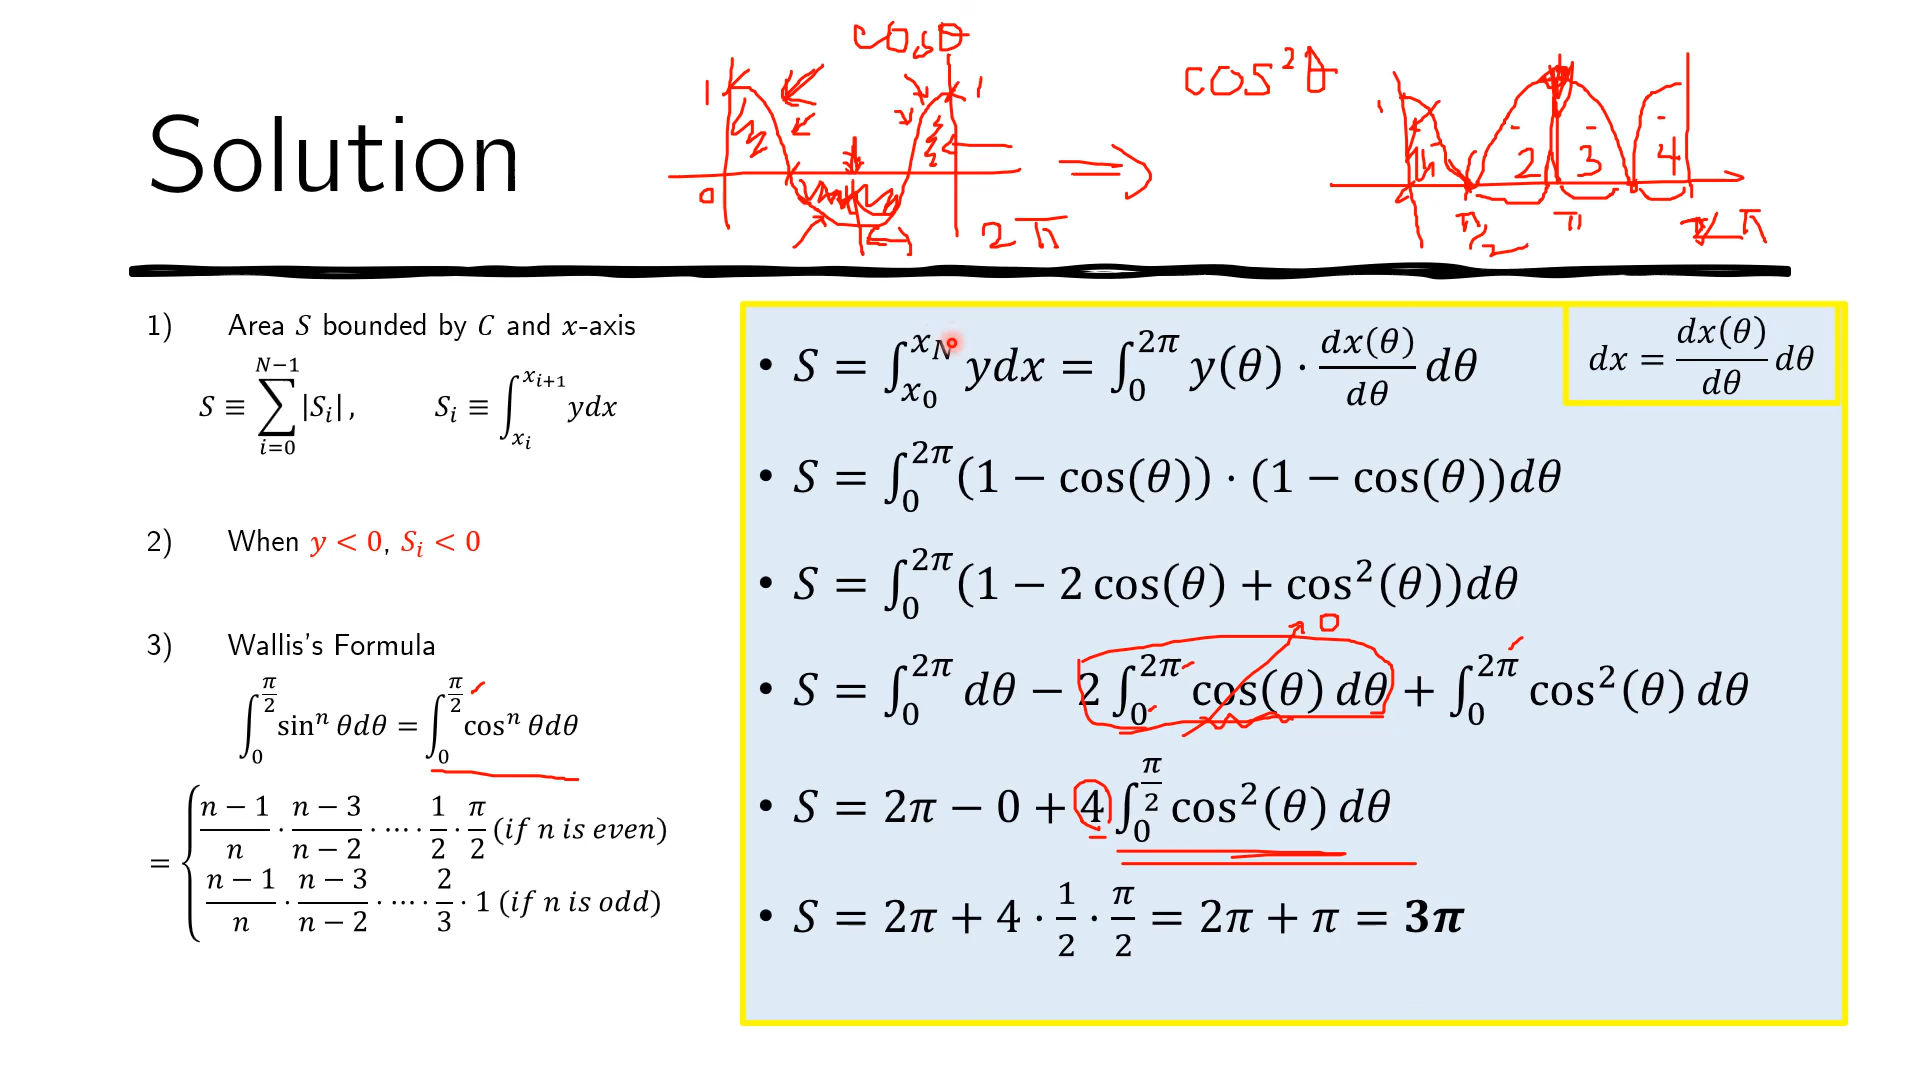 Solution
cosθ
1
1
0
2π
⇒
cos²θ
1
2
3
4
π/2
π
2π
1) Area S bounded by C and x-axis
S ≡ ∑_{i=0}^{N−1} |S_i|, S_i ≡ ∫_{x_i}^{x_{i+1}} ydx
2) When y < 0, S_i < 0
3) Wallis's Formula
∫_0^{π/2} sin^n θdθ = ∫_0^{π/2} cos^n θdθ
= { (n−1)/n · (n−3)/(n−2) · ⋯ · 1/2 · π/2 (if n is even)
(n−1)/n · (n−3)/(n−2) · ⋯ · 2/3 · 1 (if n is odd)
• S = ∫_{x_0}^{x_N} ydx = ∫_0^{2π} y(θ) · dx(θ)/dθ dθ
dx = dx(θ)/dθ dθ
• S = ∫_0^{2π} (1 − cos(θ)) · (1 − cos(θ))dθ
• S = ∫_0^{2π} (1 − 2 cos(θ) + cos²(θ))dθ
0
• S = ∫_0^{2π} dθ − 2 ∫_0^{2π} cos(θ) dθ + ∫_0^{2π} cos²(θ) dθ
• S = 2π − 0 + 4 ∫_0^{π/2} cos²(θ) dθ
• S = 2π + 4 · 1/2 · π/2 = 2π + π = 3π